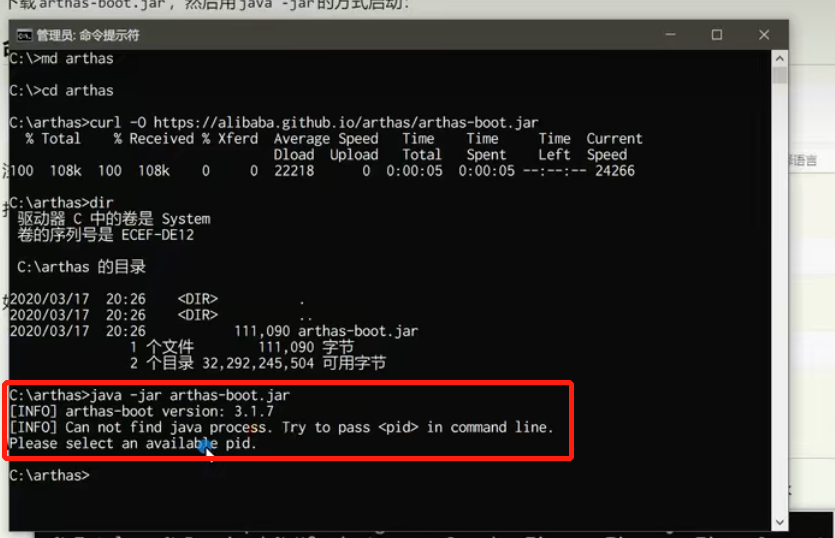 下载arthas-boot.jar，然后用java -jar的方式启动：
管理员: 命令提示符
C:\>md arthas
C:\>cd arthas
C:\arthas>curl -O https://alibaba.github.io/arthas/arthas-boot.jar
% Total % Received % Xferd Average Speed Time Time Time Current
Dload Upload Total Spent Left Speed
100 108k 100 108k 0 0 22218 0 0:00:05 0:00:05 --:--:-- 24266
C:\arthas>dir
驱动器 C 中的卷是 System
卷的序列号是 ECEF-DE12
C:\arthas 的目录
2020/03/17 20:26 <DIR> .
2020/03/17 20:26 <DIR> ..
2020/03/17 20:26 111,090 arthas-boot.jar
1 个文件 111,090 字节
2 个目录 32,292,245,504 可用字节
C:\arthas>java -jar arthas-boot.jar
[INFO] arthas-boot version: 3.1.7
[INFO] Can not find java process. Try to pass <pid> in command line.
Please select an available pid.
C:\arthas>
语言